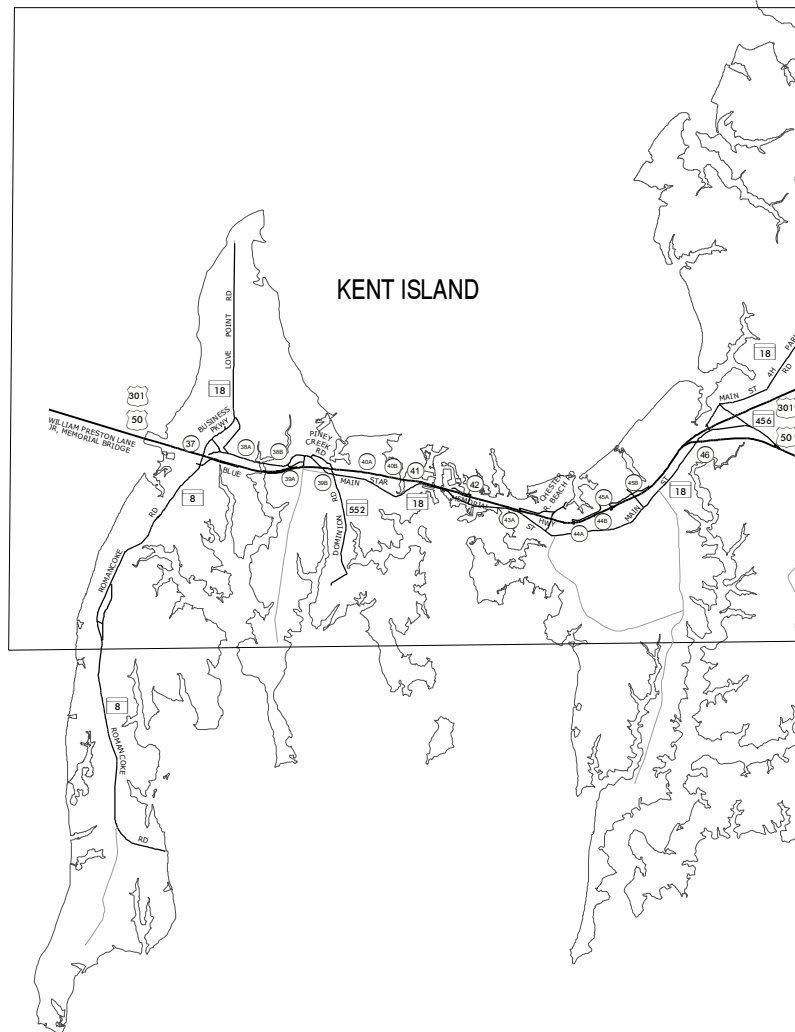 KENT ISLAND
LOVE POINT RD
301
50
18
BUSINESS
PKWY
WILLIAM PRESTON LANE
JR, MEMORIAL BRIDGE
37
38A
38B
PINEY
CREEK
RD
BLUE
39A
39B
MAIN
STAR
40A
40B
41
42
MEMORIAL
18
8
552
DOMINION
RD
ROMANCOKE
RD
43A
ST
HWY
CHESTER
R. BEACH RD
44A
44B
45A
45B
MAIN
ST
18
46
MAIN
ST
4H
RD
18
456
301
50
8
ROMANCOKE
RD